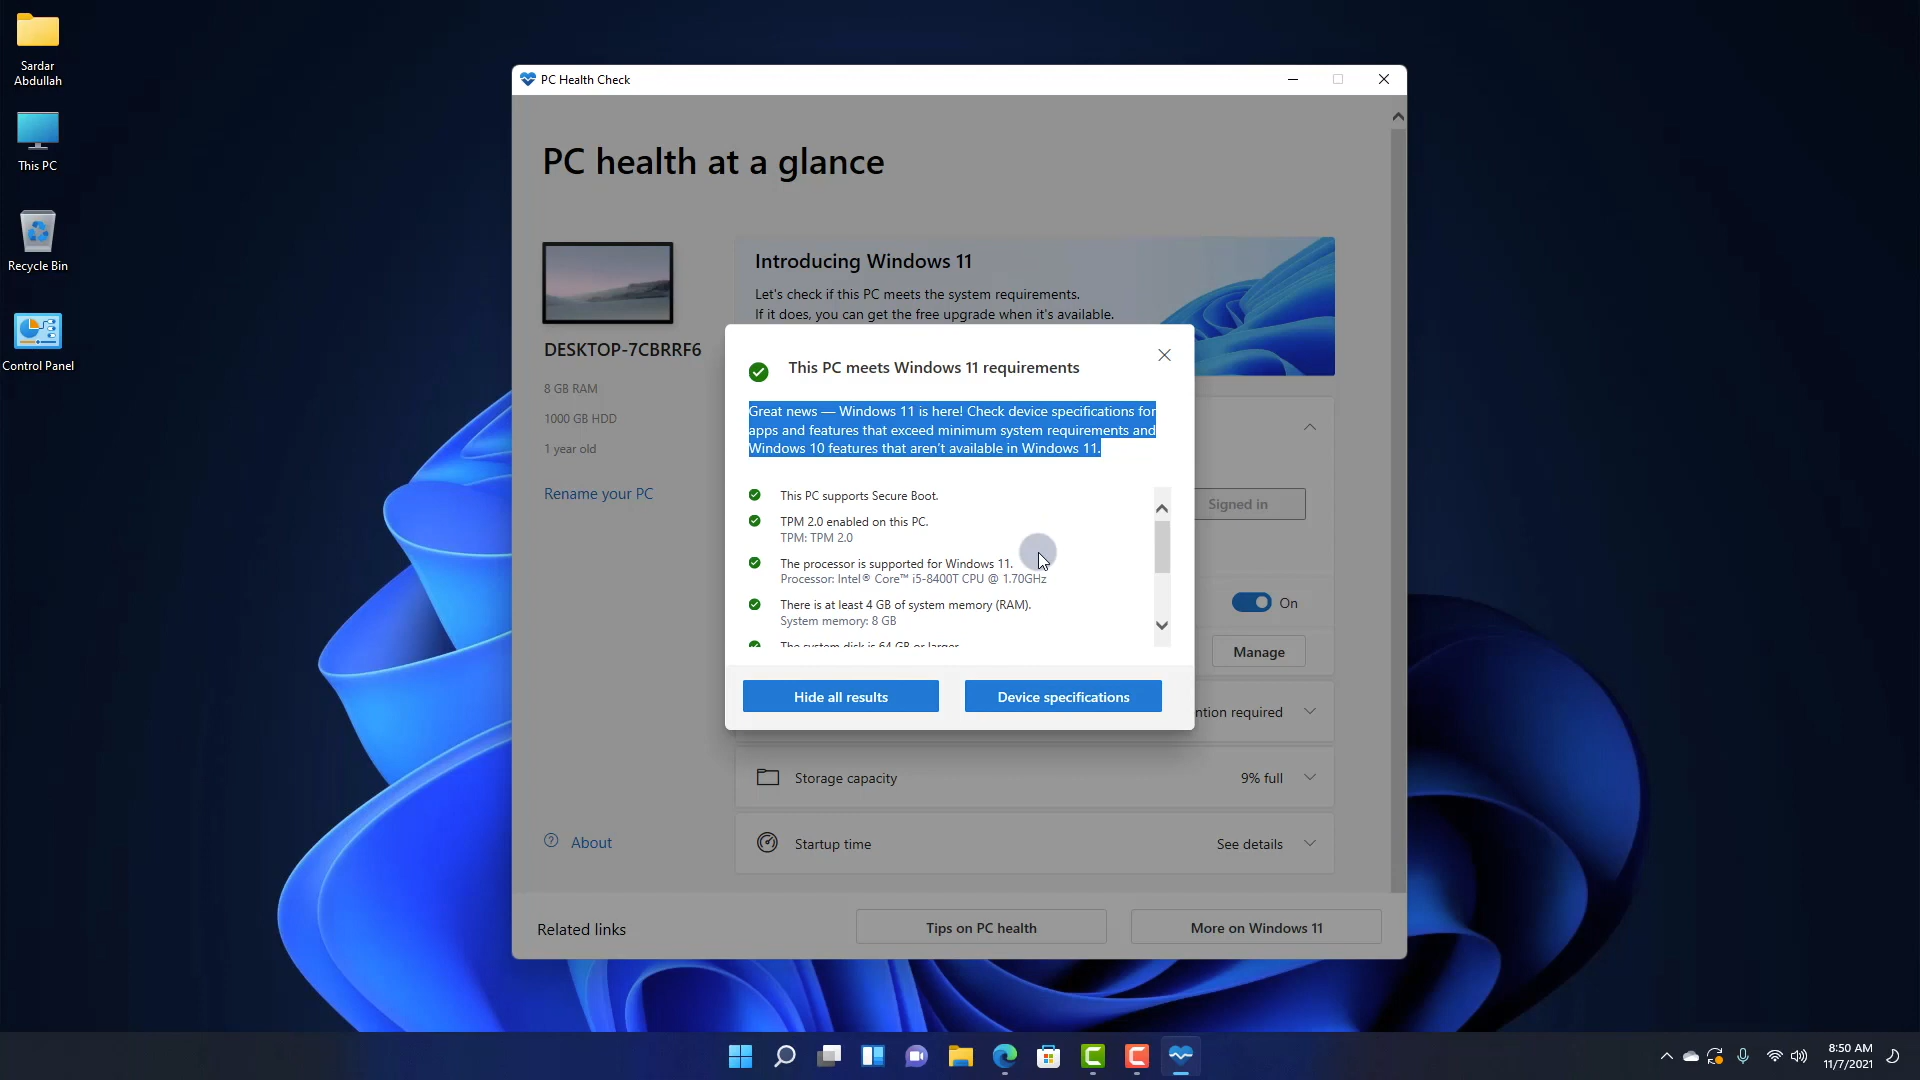 Sardar
Abdullah
This PC
Recycle Bin
Control Panel
PC Health Check
PC health at a glance
DESKTOP-7CBRRF6
8 GB RAM
1000 GB HDD
1 year old
Rename your PC
About
Introducing Windows 11
Let's check if this PC meets the system requirements.
If it does, you can get the free upgrade when it's available.
This PC meets Windows 11 requirements
Great news — Windows 11 is here! Check device specifications for
apps and features that exceed minimum system requirements and
Windows 10 features that aren't available in Windows 11.
This PC supports Secure Boot.
TPM 2.0 enabled on this PC.
TPM: TPM 2.0
The processor is supported for Windows 11.
Processor: Intel® Core™ i5-8400T CPU @ 1.70GHz
There is at least 4 GB of system memory (RAM).
System memory: 8 GB
The system disk is 64 GB or larger.
Hide all results
Device specifications
Signed in
On
Manage
ntion required
Storage capacity
9% full
Startup time
See details
Related links
Tips on PC health
More on Windows 11
8:50 AM
11/7/2021